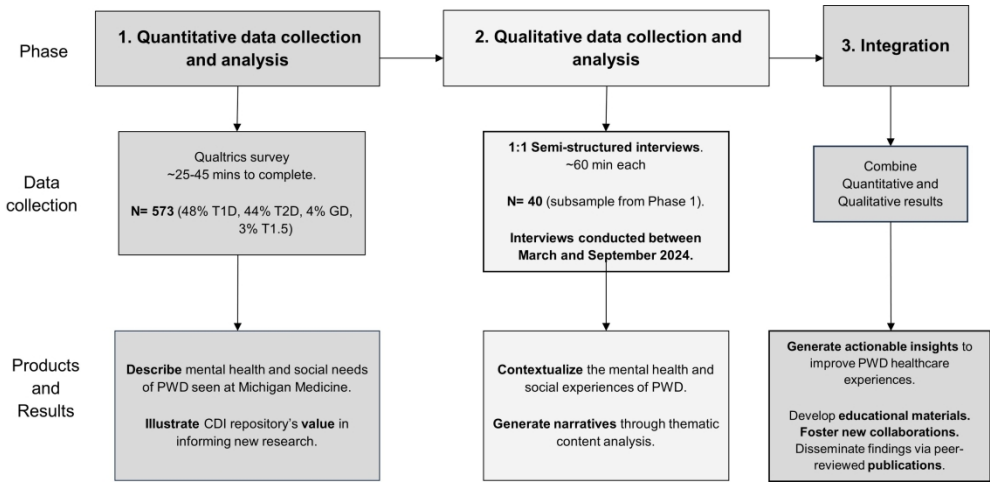 Phase
1. Quantitative data collection
and analysis
2. Qualitative data collection and
analysis
3. Integration
Data
collection
Qualtrics survey
~25-45 mins to complete.
N= 573 (48% T1D, 44% T2D, 4% GD,
3% T1.5)
1:1 Semi-structured interviews.
~60 min each
N= 40 (subsample from Phase 1).
Interviews conducted between
March and September 2024.
Combine
Quantitative and
Qualitative results
Products
and
Results
Describe mental health and social needs
of PWD seen at Michigan Medicine.
Illustrate CDI repository's value in
informing new research.
Contextualize the mental health and
social experiences of PWD.
Generate narratives through thematic
content analysis.
Generate actionable insights to
improve PWD healthcare
experiences.
Develop educational materials.
Foster new collaborations.
Disseminate findings via peer-
reviewed publications.